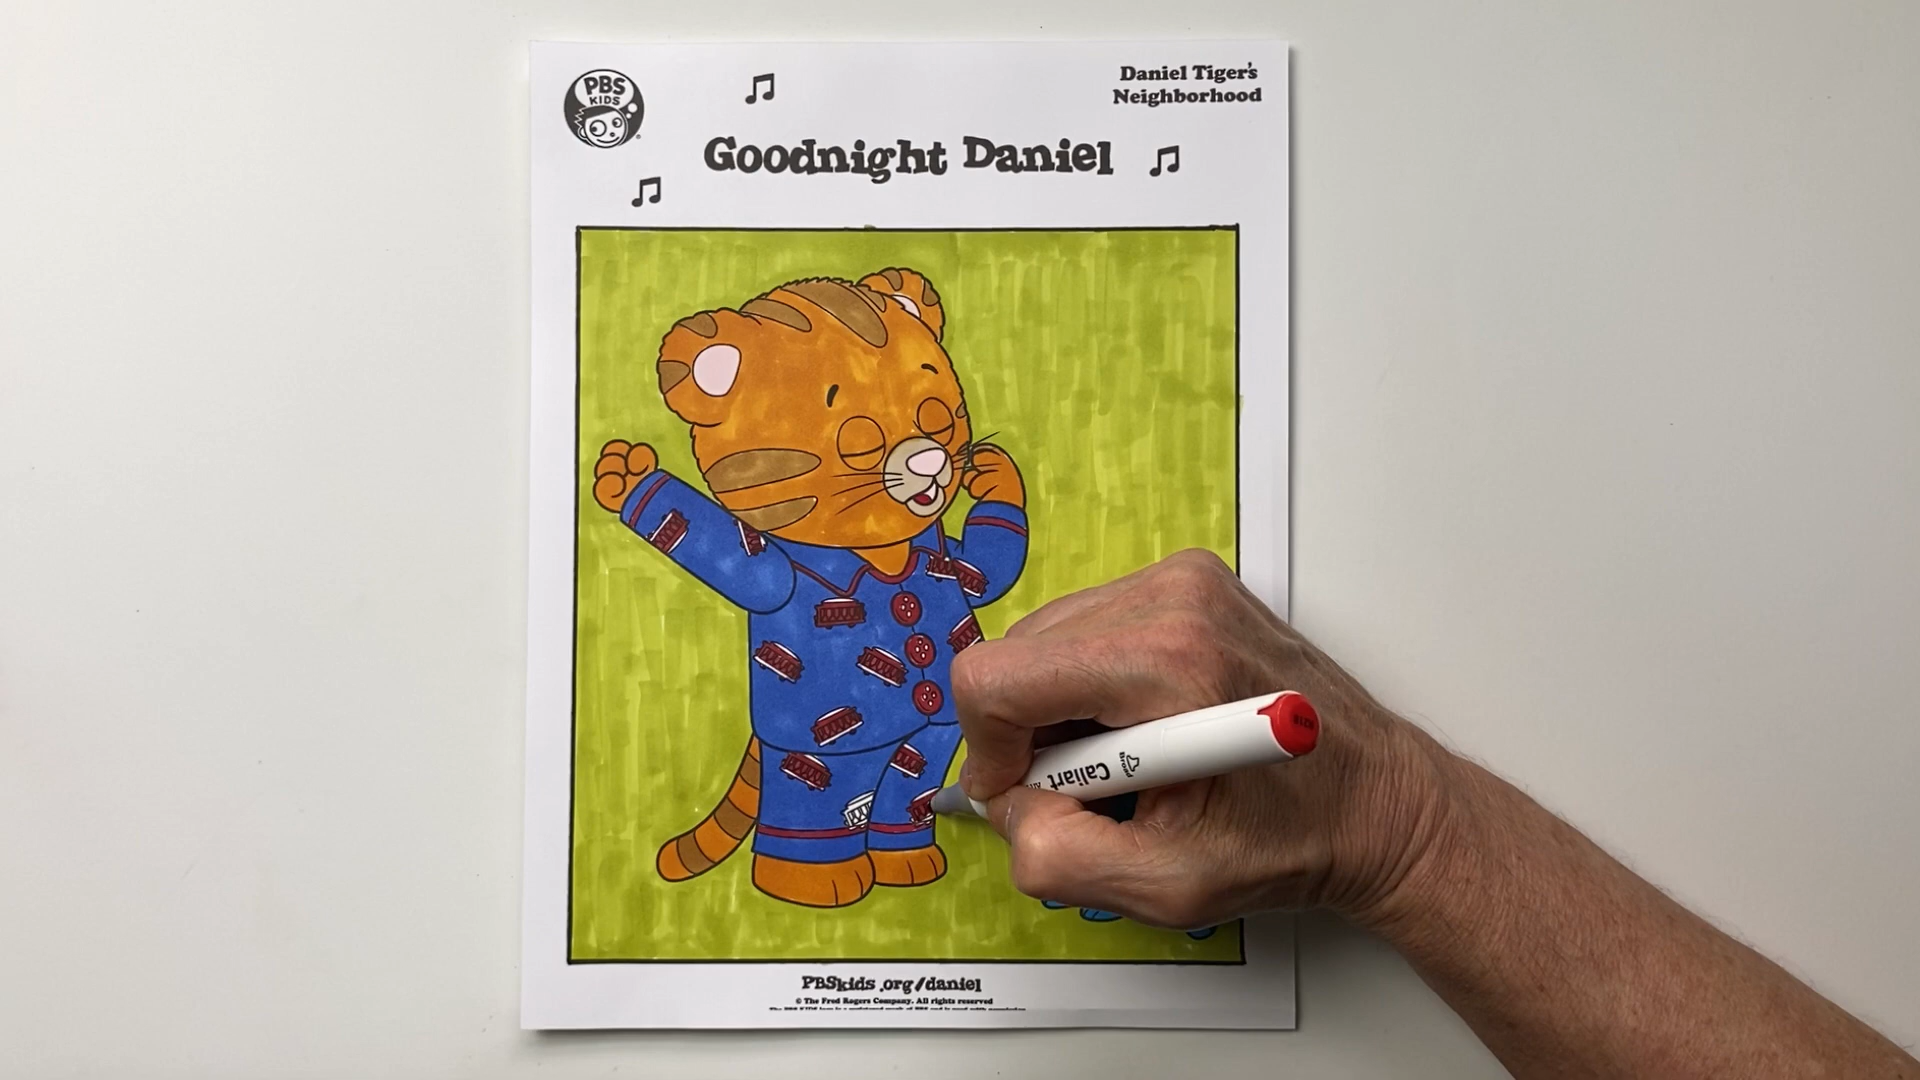 PBS
KIDS
Daniel Tiger's
Neighborhood
Goodnight Daniel
Caliart
PBSkids.org/daniel
© The Fred Rogers Company. All rights reserved